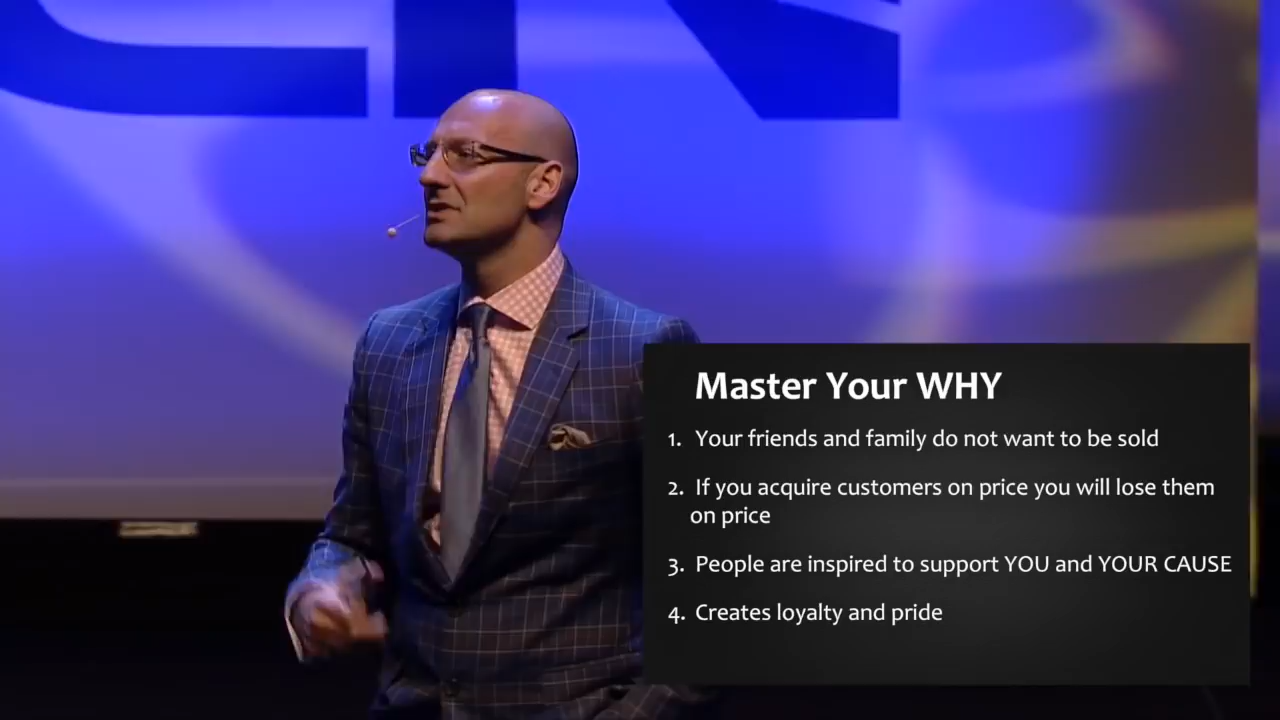 Master Your WHY
1. Your friends and family do not want to be sold
2. If you acquire customers on price you will lose them
on price
3. People are inspired to support YOU and YOUR CAUSE
4. Creates loyalty and pride